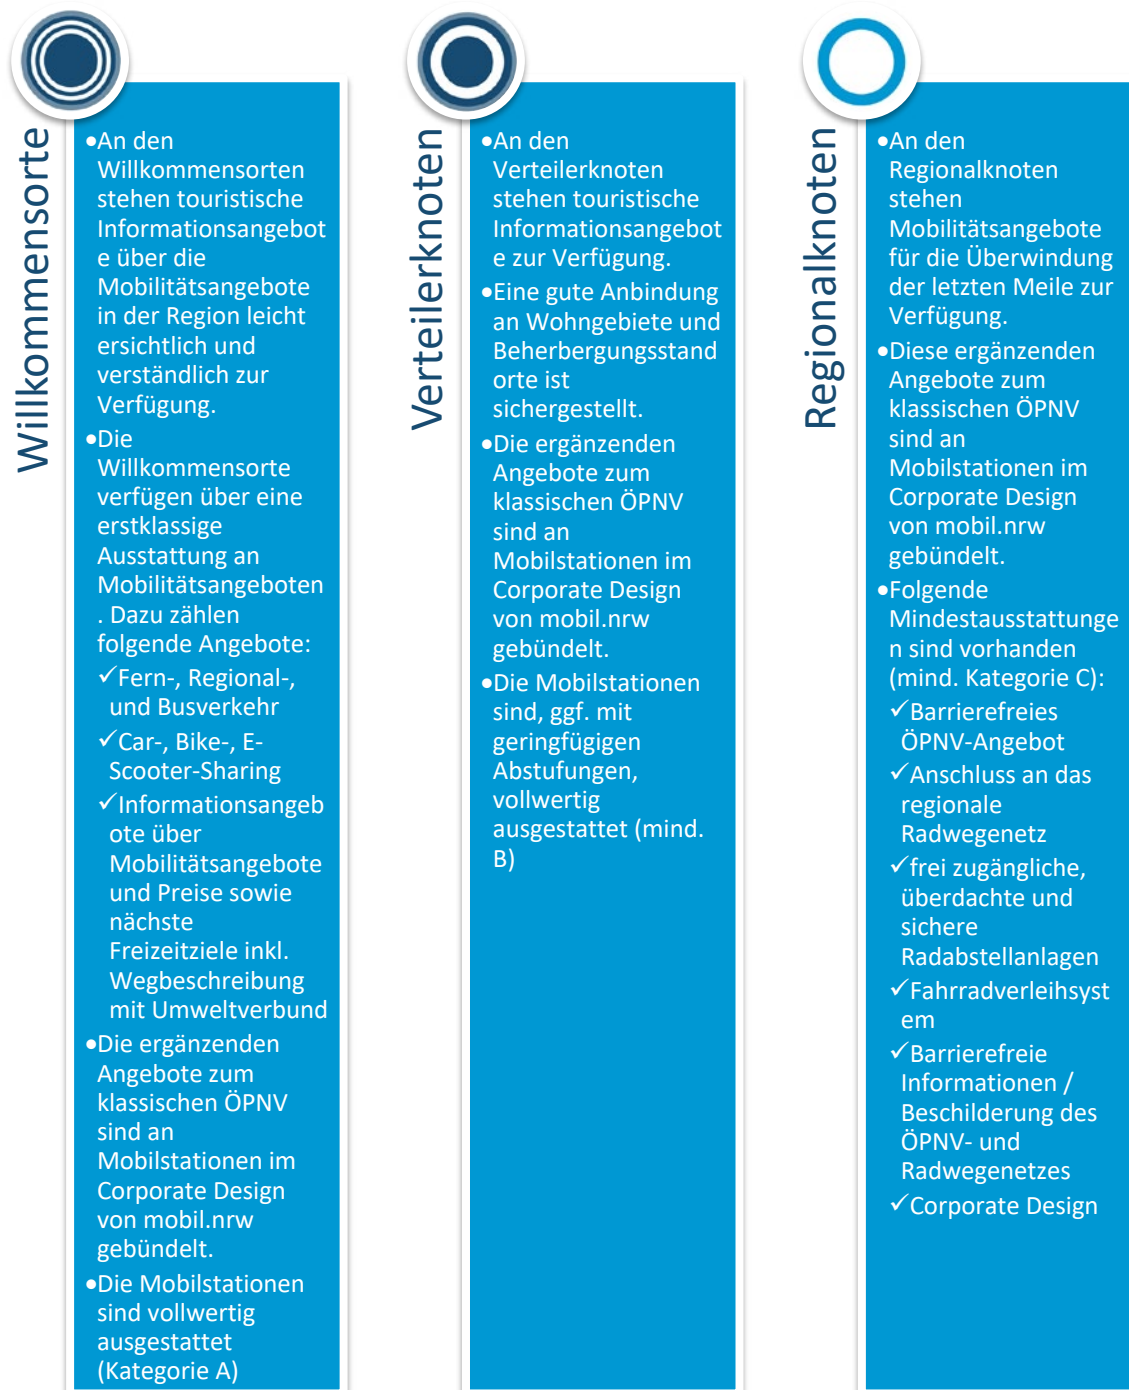 Willkommensorte
•An den
Willkommensorten
stehen touristische
Informationsangebot
e über die
Mobilitätsangebote
in der Region leicht
ersichtlich und
verständlich zur
Verfügung.
•Die
Willkommensorte
verfügen über eine
erstklassige
Ausstattung an
Mobilitätsangeboten
. Dazu zählen
folgende Angebote:
✓Fern-, Regional-,
und Busverkehr
✓Car-, Bike-, E-
Scooter-Sharing
✓Informationsangeb
ote über
Mobilitätsangebote
und Preise sowie
nächste
Freizeitziele inkl.
Wegbeschreibung
mit Umweltverbund
•Die ergänzenden
Angebote zum
klassischen ÖPNV
sind an
Mobilstationen im
Corporate Design
von mobil.nrw
gebündelt.
•Die Mobilstationen
sind vollwertig
ausgestattet
(Kategorie A)
Verteilerknoten
•An den
Verteilerknoten
stehen touristische
Informationsangebot
e zur Verfügung.
•Eine gute Anbindung
an Wohngebiete und
Beherbergungsstand
orte ist
sichergestellt.
•Die ergänzenden
Angebote zum
klassischen ÖPNV
sind an
Mobilstationen im
Corporate Design
von mobil.nrw
gebündelt.
•Die Mobilstationen
sind, ggf. mit
geringfügigen
Abstufungen,
vollwertig
ausgestattet (mind.
B)
Regionalknoten
•An den
Regionalknoten
stehen
Mobilitätsangebote
für die Überwindung
der letzten Meile zur
Verfügung.
•Diese ergänzenden
Angebote zum
klassischen ÖPNV
sind an
Mobilstationen im
Corporate Design
von mobil.nrw
gebündelt.
•Folgende
Mindestausstattunge
n sind vorhanden
(mind. Kategorie C):
✓Barrierefreies
ÖPNV-Angebot
✓Anschluss an das
regionale
Radwegenetz
✓frei zugängliche,
überdachte und
sichere
Radabstellanlagen
✓Fahrradverleihsyst
em
✓Barrierefreie
Informationen /
Beschilderung des
ÖPNV- und
Radwegenetzes
✓Corporate Design